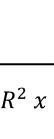 R² x